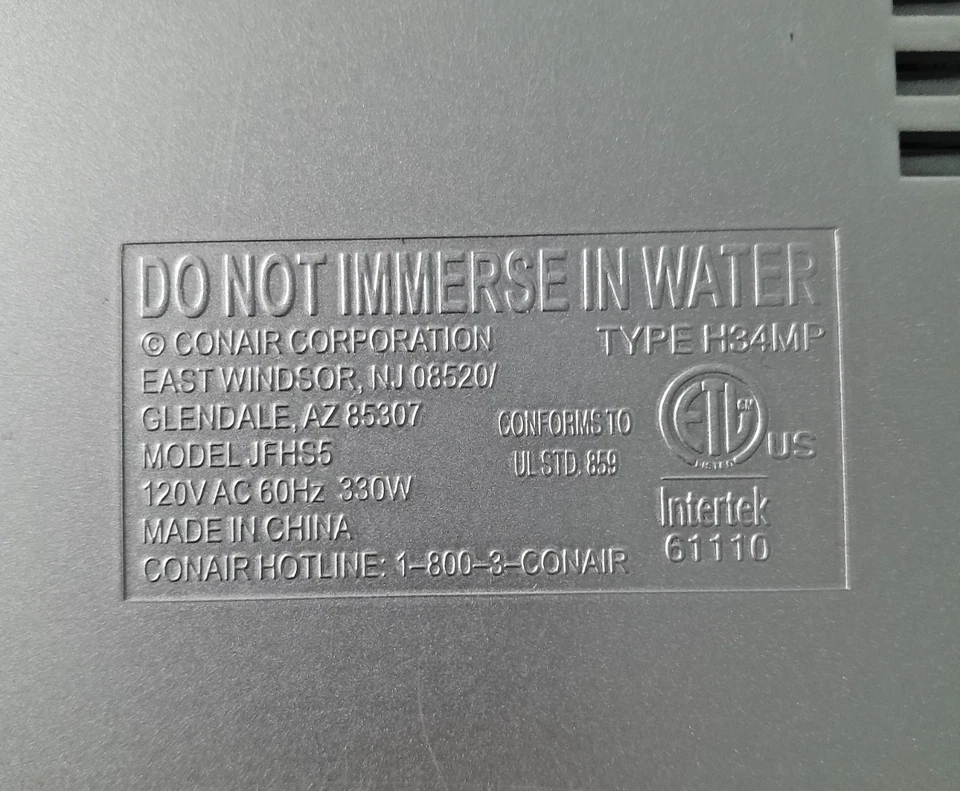 DO NOT IMMERSE IN WATER
© CONAIR CORPORATION TYPE H34MP
EAST WINDSOR, NJ 08520/
GLENDALE, AZ 85307
MODEL JFHS5
120V AC 60Hz 330W
MADE IN CHINA
CONAIR HOTLINE: 1-800-3-CONAIR
CONFORMS TO
UL STD. 859
ETL
CM
LISTED
US
Intertek
61110